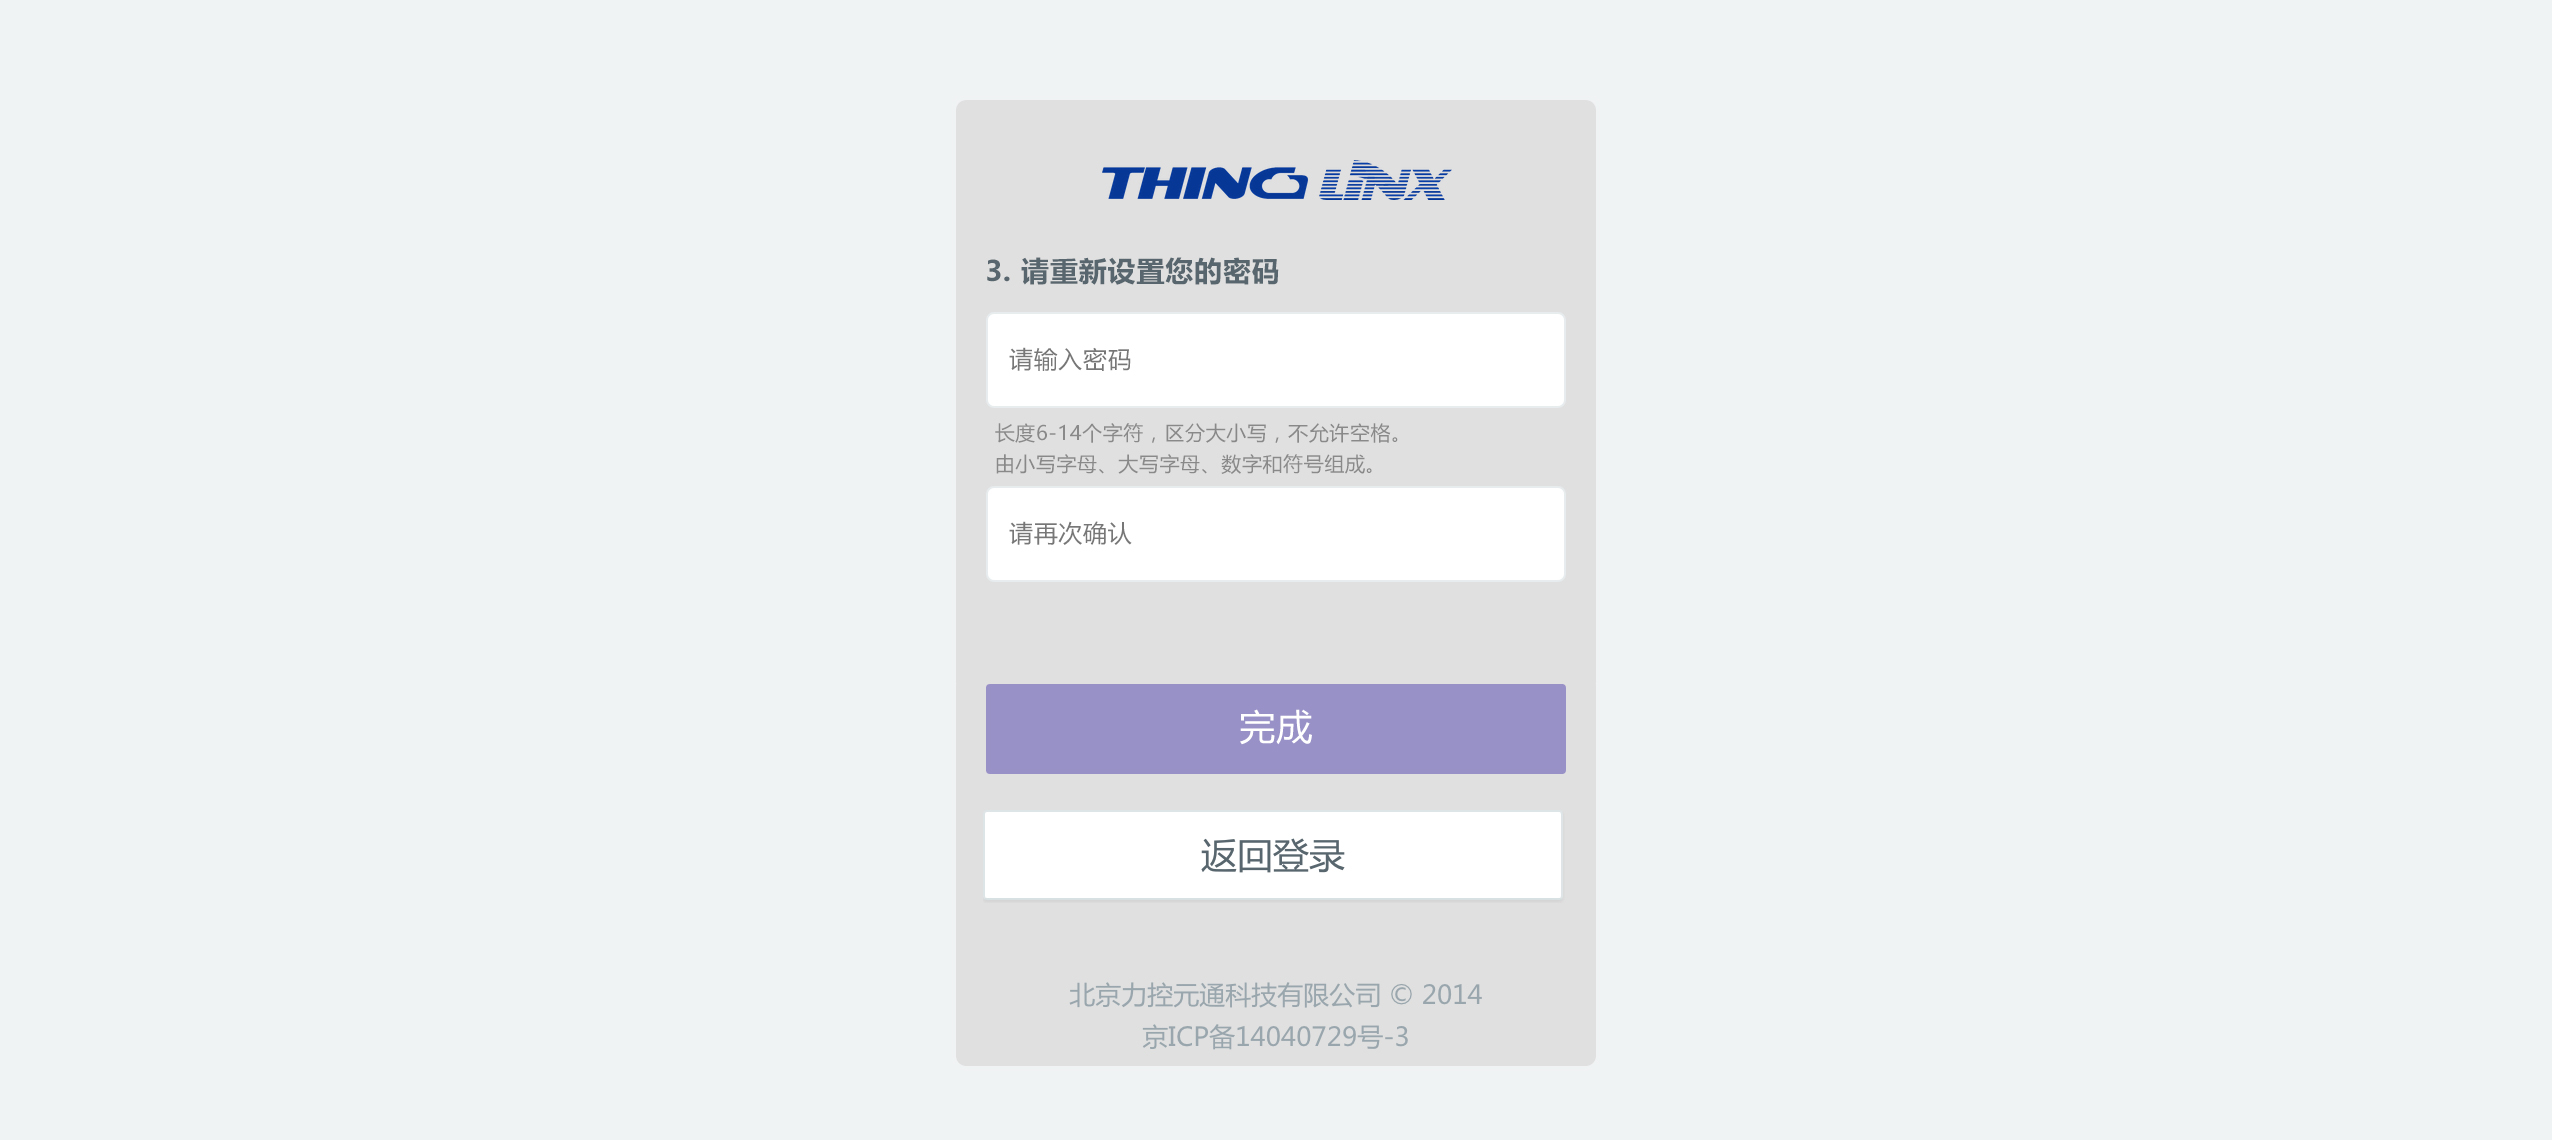 THING LINX
3. 请重新设置您的密码
请输入密码
长度6-14个字符，区分大小写，不允许空格。
由小写字母、大写字母、数字和符号组成。
请再次确认
完成
返回登录
北京力控元通科技有限公司 © 2014
京ICP备14040729号-3